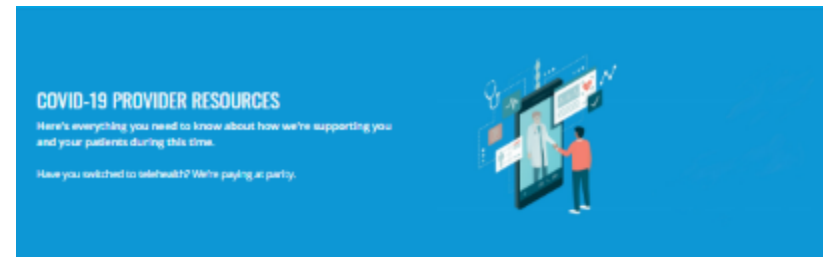 COVID-19 PROVIDER RESOURCES
Here's everything you need to know about how we're supporting you
and your patients during this time.
Have you switched to telehealth? We're paying at parity.